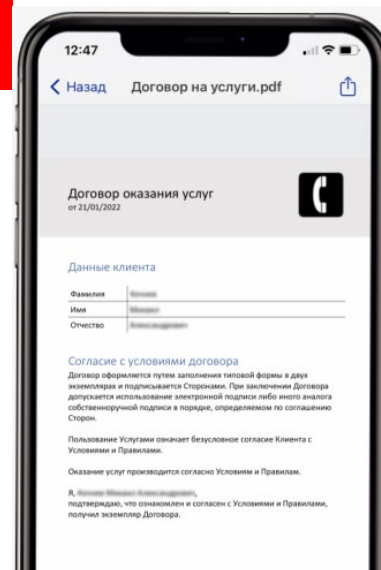 12:47
Назад Договор на услуги.pdf
Договор оказания услуг
от 21/01/2022
Данные клиента
Фамилия
Имя
Отчество
Согласие с условиями договора
Договор оформляется путем заполнения типовой формы в двух
экземплярах и подписывается Сторонами. При заключении Договора
допускается использование электронной подписи либо иного аналога
собственноручной подписи в порядке, определяемом по соглашению
Сторон.
Пользование Услугами означает безусловное согласие Клиента с
Условиями и Правилами.
Оказание услуг производится согласно Условиям и Правилам.
Я,
подтверждаю, что ознакомлен и согласен с Условиями и Правилами,
получил экземпляр Договора.